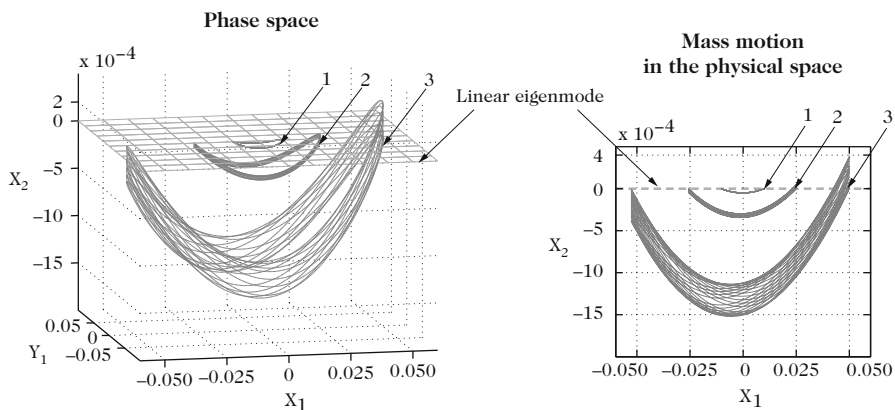 Phase space
x 10⁻⁴
1 2 3
2
0
−5
−10
−15
X₂
0.05
0
−0.05
Y₁
−0.050 −0.025 0 0.025 0.050
X₁
Linear eigenmode
Mass motion
in the physical space
x 10⁻⁴
1 2 3
4
0
−5
−10
−15
X₂
−0.050 −0.025 0 0.025 0.050
X₁